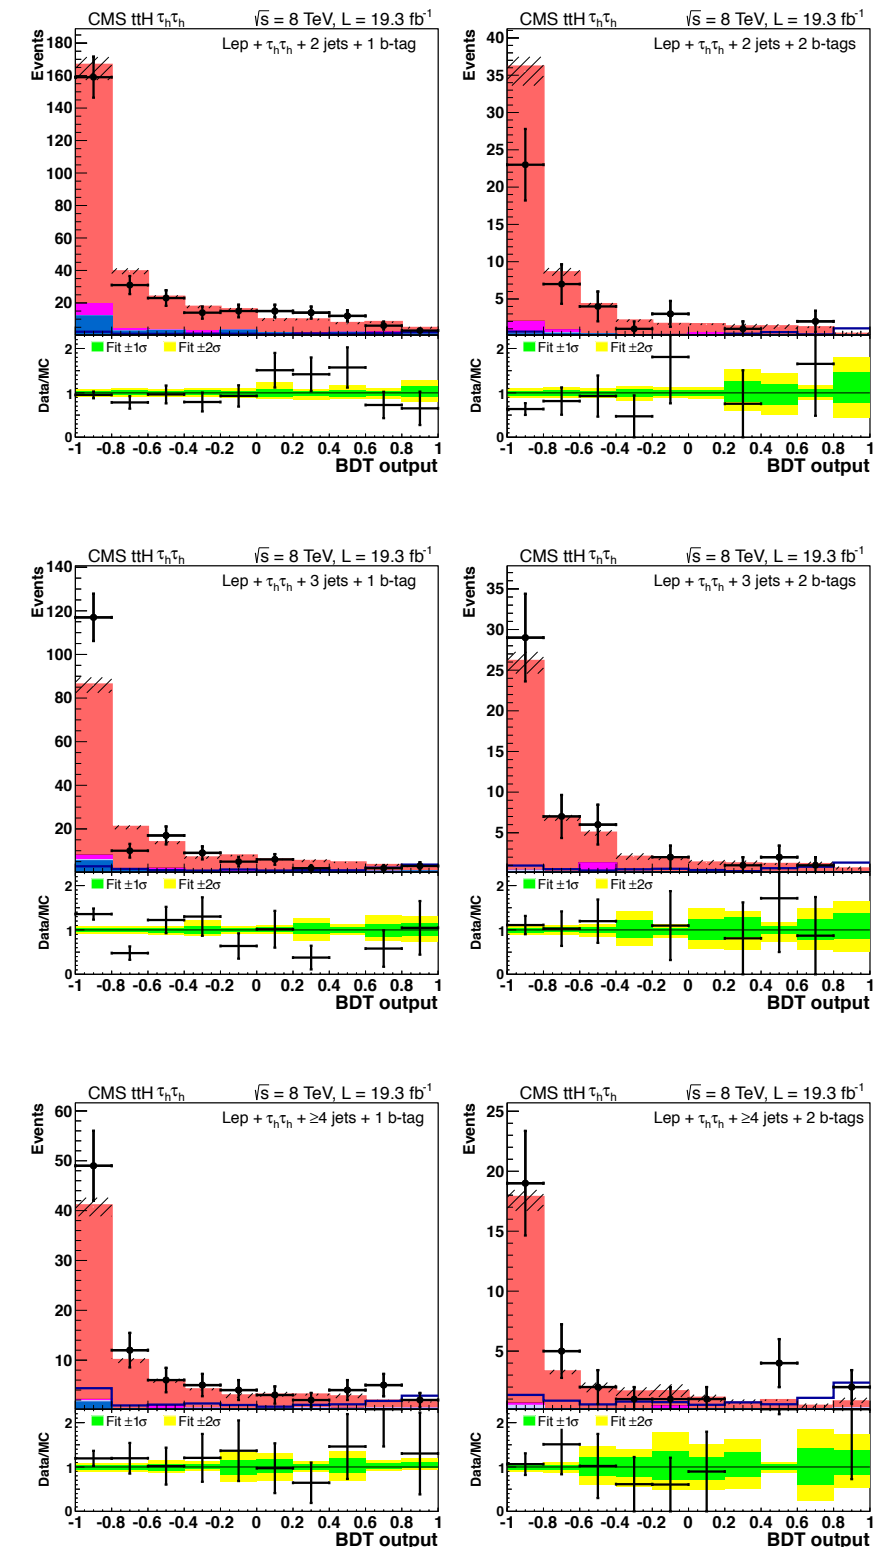 CMS ttH τhτh √s = 8 TeV, L = 19.3 fb-1
Lep + τhτh + 2 jets + 1 b-tag
Events
180
160
140
120
100
80
60
40
20
Fit ±1σ Fit ±2σ
Data/MC
2
1
0
-1 -0.8 -0.6 -0.4 -0.2 0 0.2 0.4 0.6 0.8 1
BDT output
CMS ttH τhτh √s = 8 TeV, L = 19.3 fb-1
Lep + τhτh + 2 jets + 2 b-tags
Events
40
35
30
25
20
15
10
5
Fit ±1σ Fit ±2σ
Data/MC
2
1
0
-1 -0.8 -0.6 -0.4 -0.2 0 0.2 0.4 0.6 0.8 1
BDT output
CMS ttH τhτh √s = 8 TeV, L = 19.3 fb-1
Lep + τhτh + 3 jets + 1 b-tag
Events
140
120
100
80
60
40
20
Fit ±1σ Fit ±2σ
Data/MC
2
1
0
-1 -0.8 -0.6 -0.4 -0.2 0 0.2 0.4 0.6 0.8 1
BDT output
CMS ttH τhτh √s = 8 TeV, L = 19.3 fb-1
Lep + τhτh + 3 jets + 2 b-tags
Events
35
30
25
20
15
10
5
Fit ±1σ Fit ±2σ
Data/MC
2
1
0
-1 -0.8 -0.6 -0.4 -0.2 0 0.2 0.4 0.6 0.8 1
BDT output
CMS ttH τhτh √s = 8 TeV, L = 19.3 fb-1
Lep + τhτh + ≥4 jets + 1 b-tag
Events
60
50
40
30
20
10
Fit ±1σ Fit ±2σ
Data/MC
2
1
0
-1 -0.8 -0.6 -0.4 -0.2 0 0.2 0.4 0.6 0.8 1
BDT output
CMS ttH τhτh √s = 8 TeV, L = 19.3 fb-1
Lep + τhτh + ≥4 jets + 2 b-tags
Events
25
20
15
10
5
Fit ±1σ Fit ±2σ
Data/MC
2
1
0
-1 -0.8 -0.6 -0.4 -0.2 0 0.2 0.4 0.6 0.8 1
BDT output